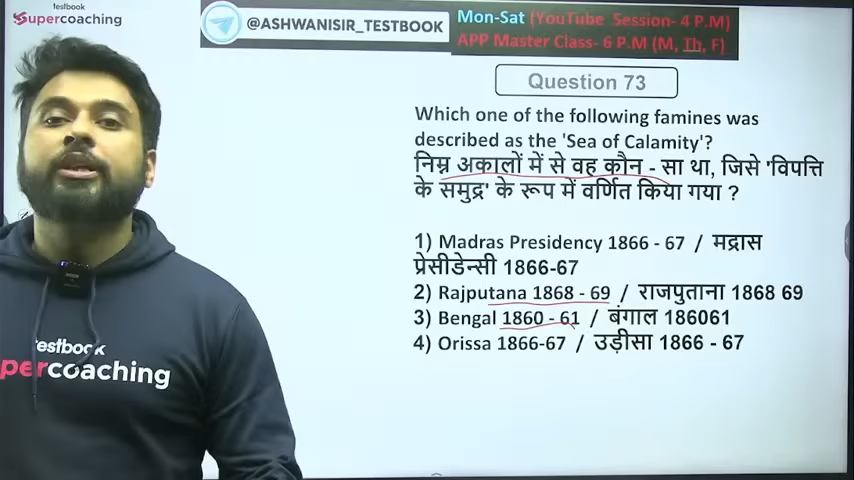 testbook
Supercoaching
@ASHWANISIR_TESTBOOK
Mon-Sat (YouTube Session- 4 P.M)
APP Master Class- 6 P.M (M, Th, F)
Question 73
Which one of the following famines was
described as the 'Sea of Calamity'?
निम्न अकालों में से वह कौन - सा था, जिसे 'विपत्ति
के समुद्र' के रूप में वर्णित किया गया ?
1) Madras Presidency 1866 - 67 / मद्रास
प्रेसीडेन्सी 1866-67
2) Rajputana 1868 - 69 / राजपुताना 1868 69
3) Bengal 1860 - 61 / बंगाल 186061
4) Orissa 1866-67 / उड़ीसा 1866 - 67
testbook
percoaching